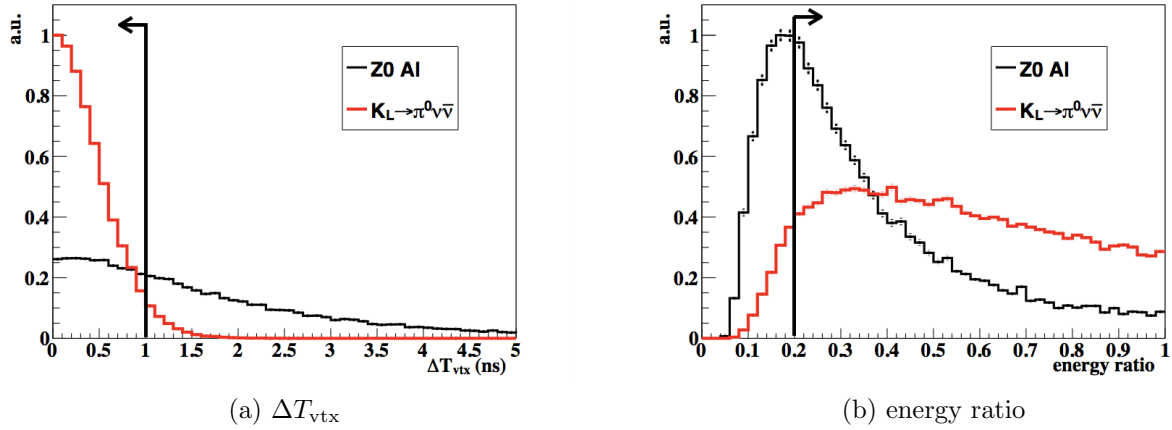 a.u.
1
0.8
0.6
0.4
0.2
0
Z0 Al
K_L→π⁰νν̄
0 0.5 1 1.5 2 2.5 3 3.5 4 4.5 5
ΔT_vtx (ns)
(a) ΔT_vtx
a.u.
1
0.8
0.6
0.4
0.2
0
Z0 Al
K_L→π⁰νν̄
0 0.1 0.2 0.3 0.4 0.5 0.6 0.7 0.8 0.9 1
energy ratio
(b) energy ratio